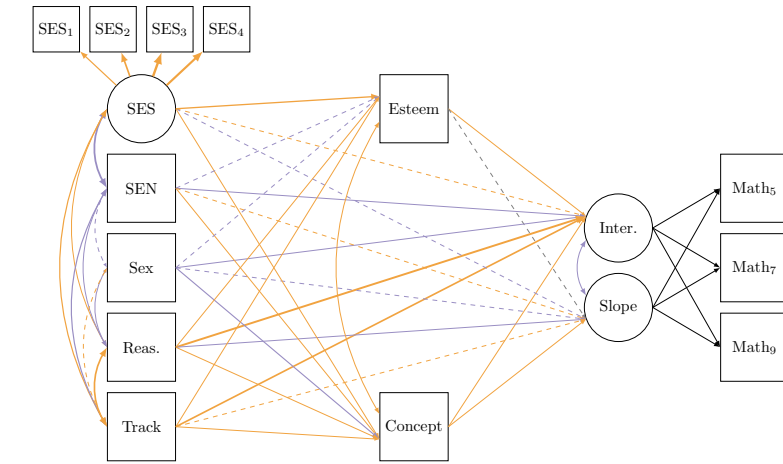 SES₁ SES₂ SES₃ SES₄
SES
Esteem
SEN
Math₅
Inter.
Sex
Math₇
Slope
Reas.
Math₉
Track
Concept